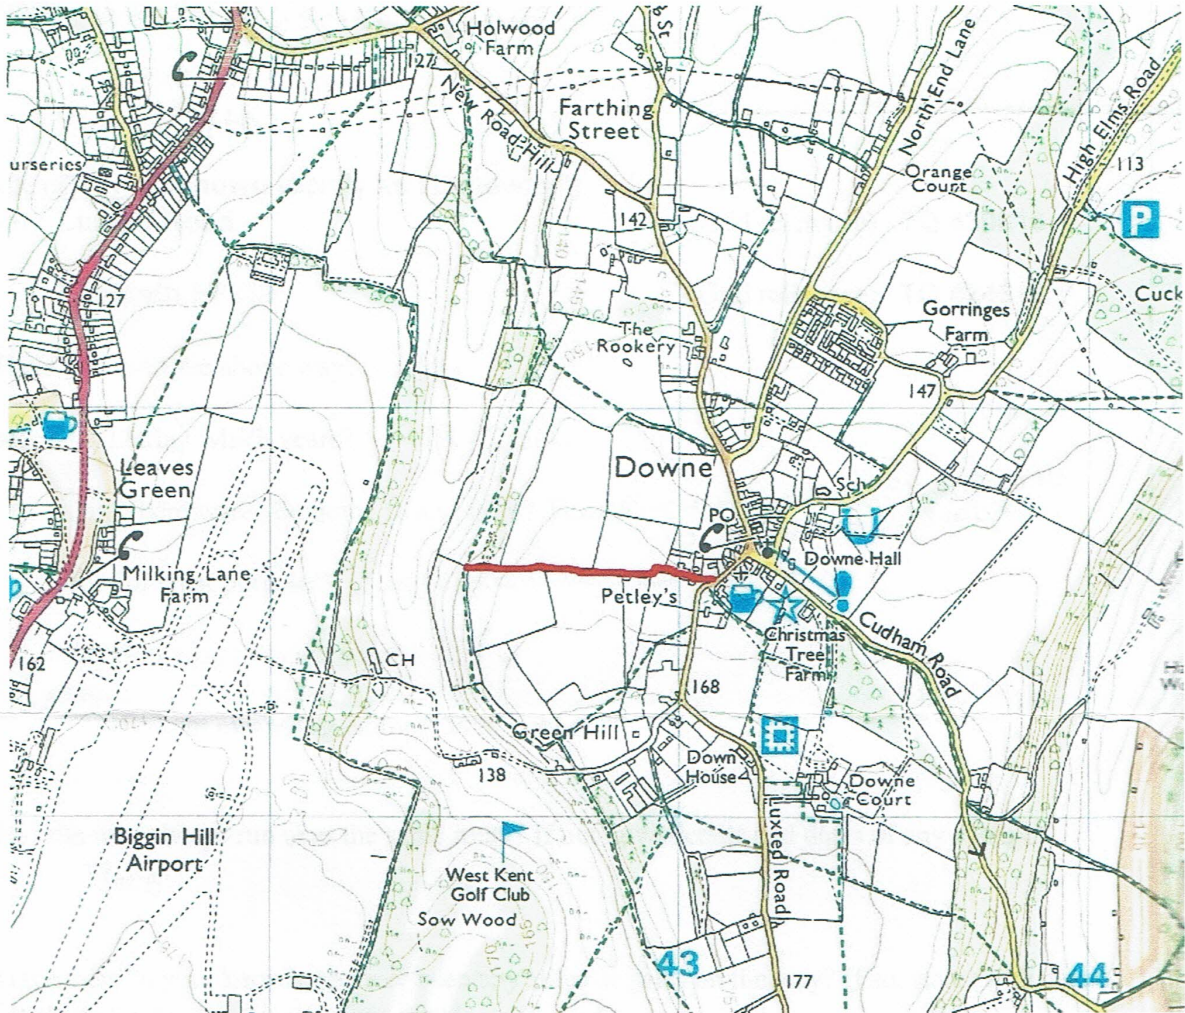 Holwood
Farm
127
New
Road Hill
Farthing
Street
North End Lane
High Elms Road
113
urseries
Orange
Court
P
142
127
Cuck
Gorringes
Farm
The
Rookery
147
Leaves
Green
Downe
Sch
PO
Downe Hall
Milking Lane
Farm
Petley's
Christmas
Tree
Farm
Cudham Road
162
CH
168
Green Hill
138
Down
House
Downe
Court
Luxted Road
Biggin Hill
Airport
West Kent
Golf Club
Sow Wood
170
165
43
44
177